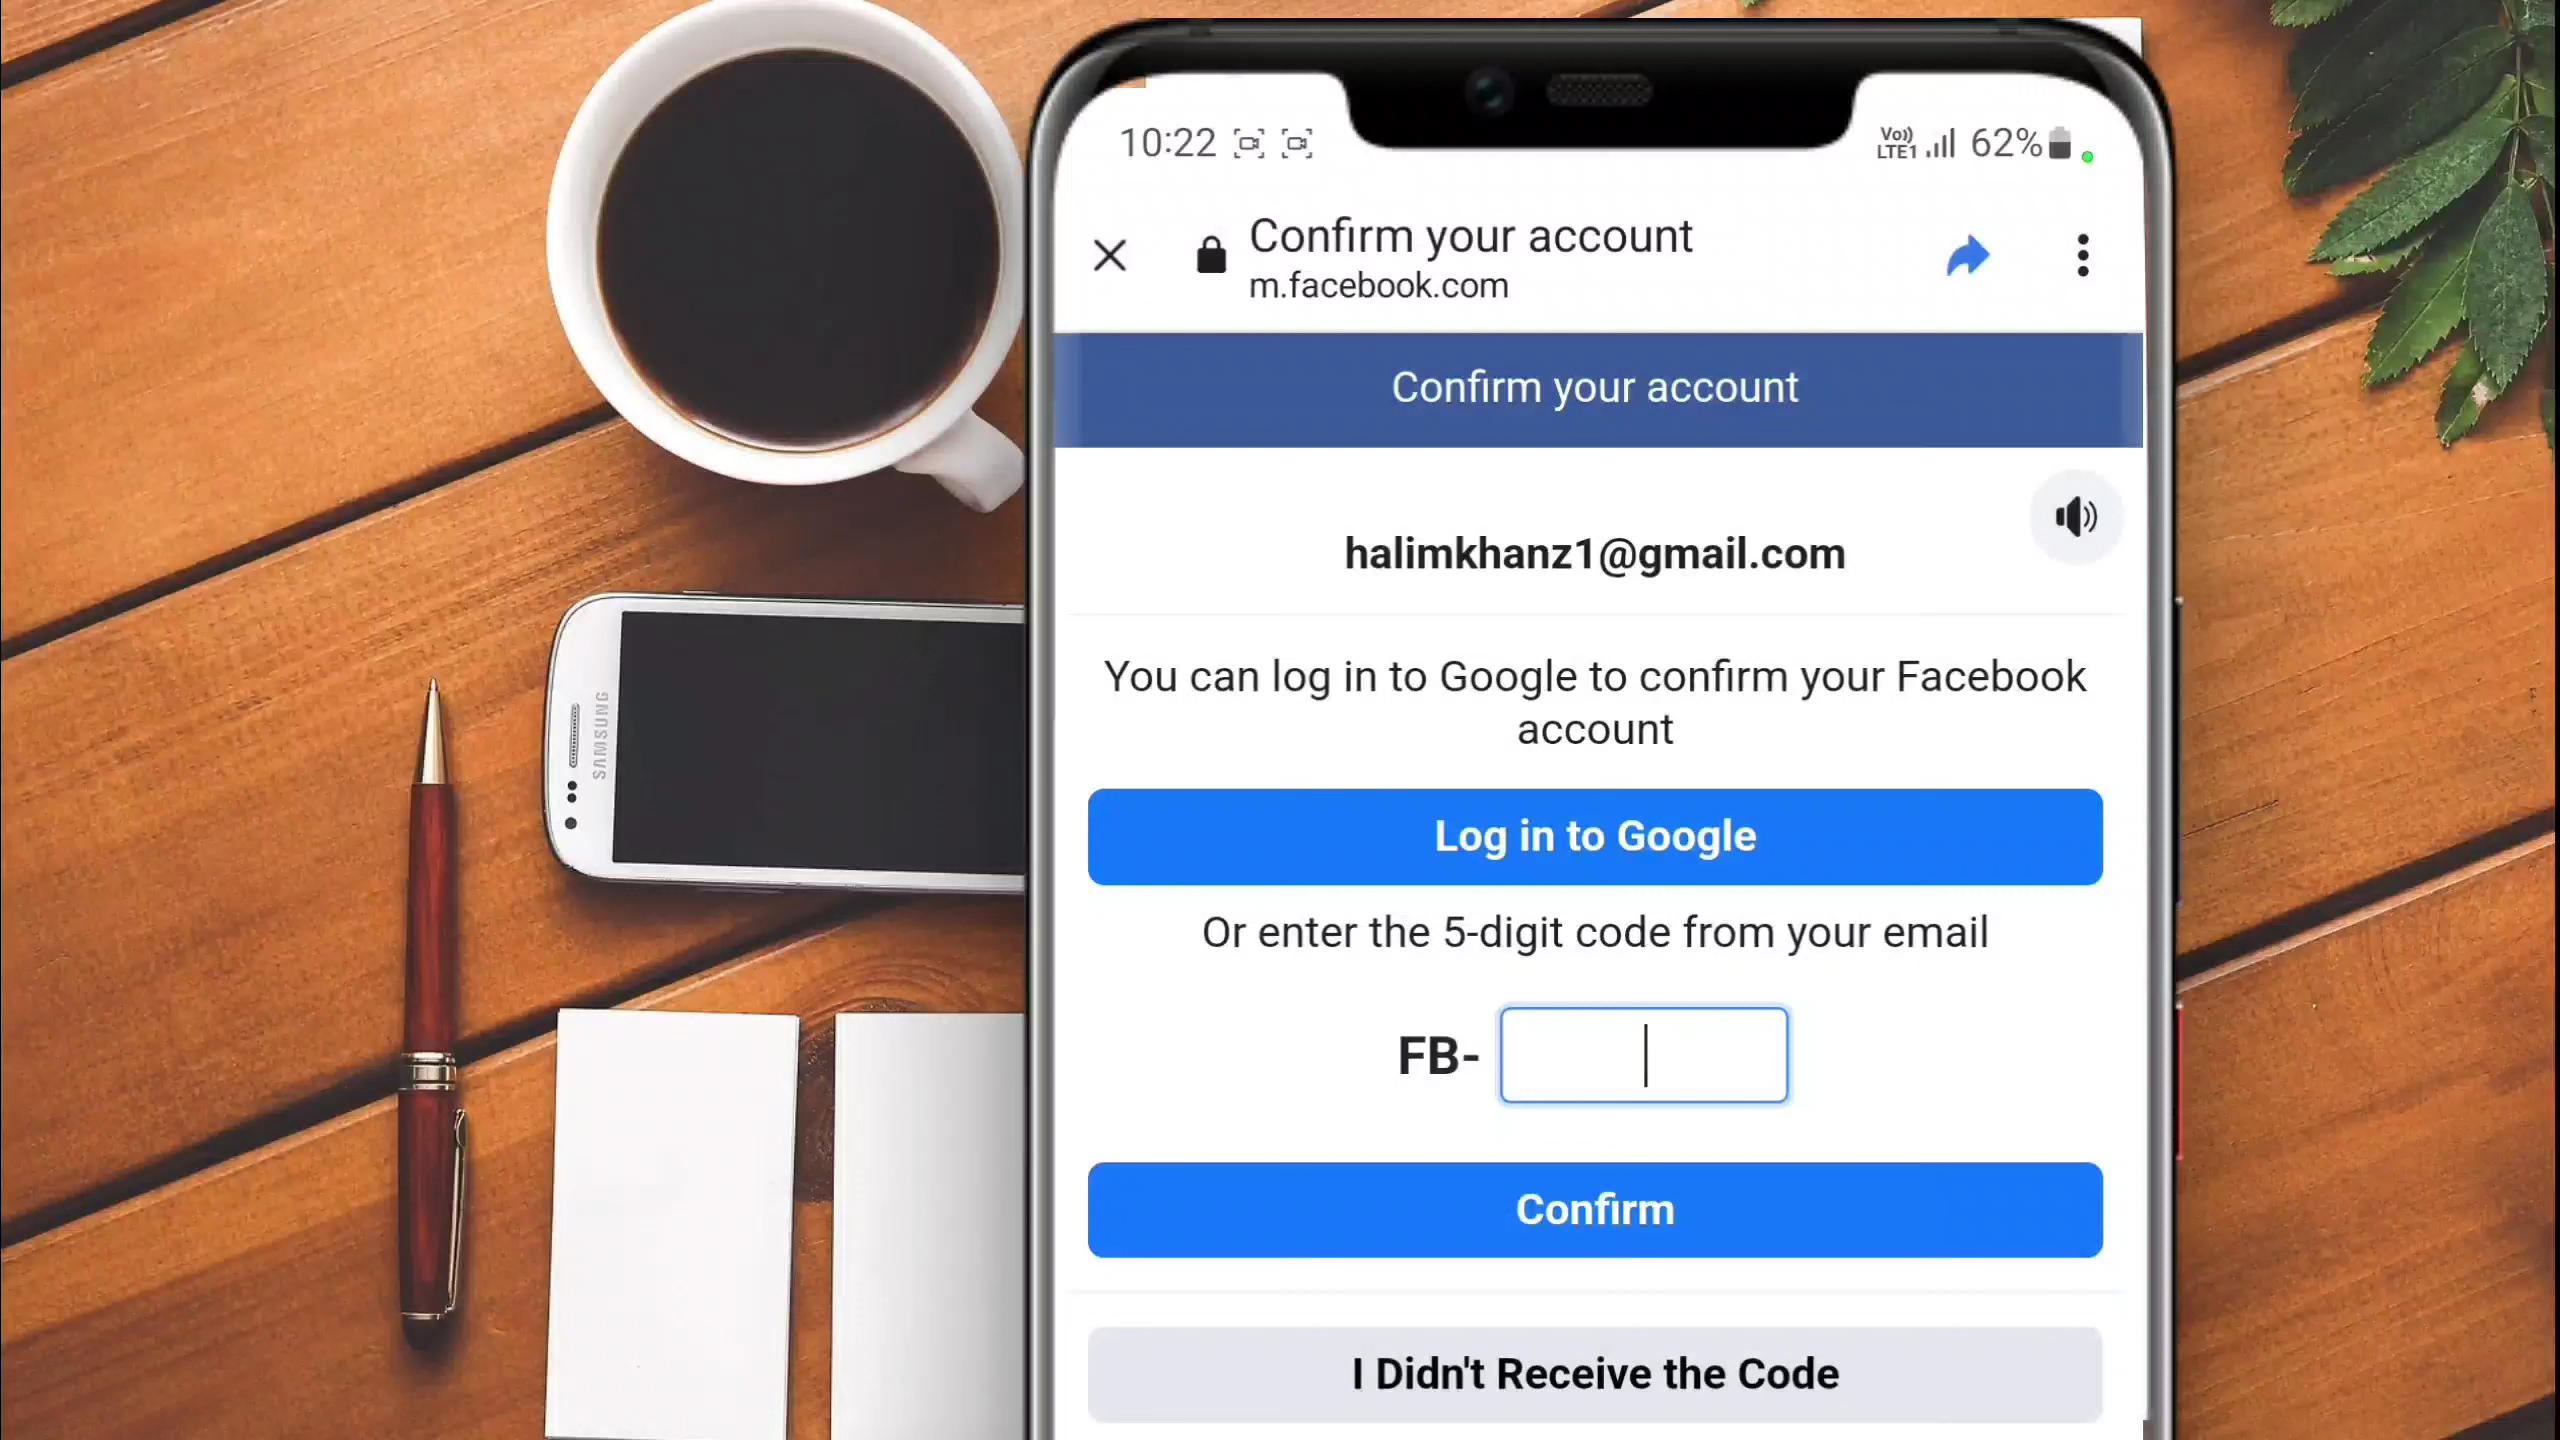 10:22
Vo))
LTE1 62%
Confirm your account
m.facebook.com
Confirm your account
halimkhanz1@gmail.com
You can log in to Google to confirm your Facebook
account
Log in to Google
Or enter the 5-digit code from your email
FB-
Confirm
I Didn't Receive the Code
SAMSUNG